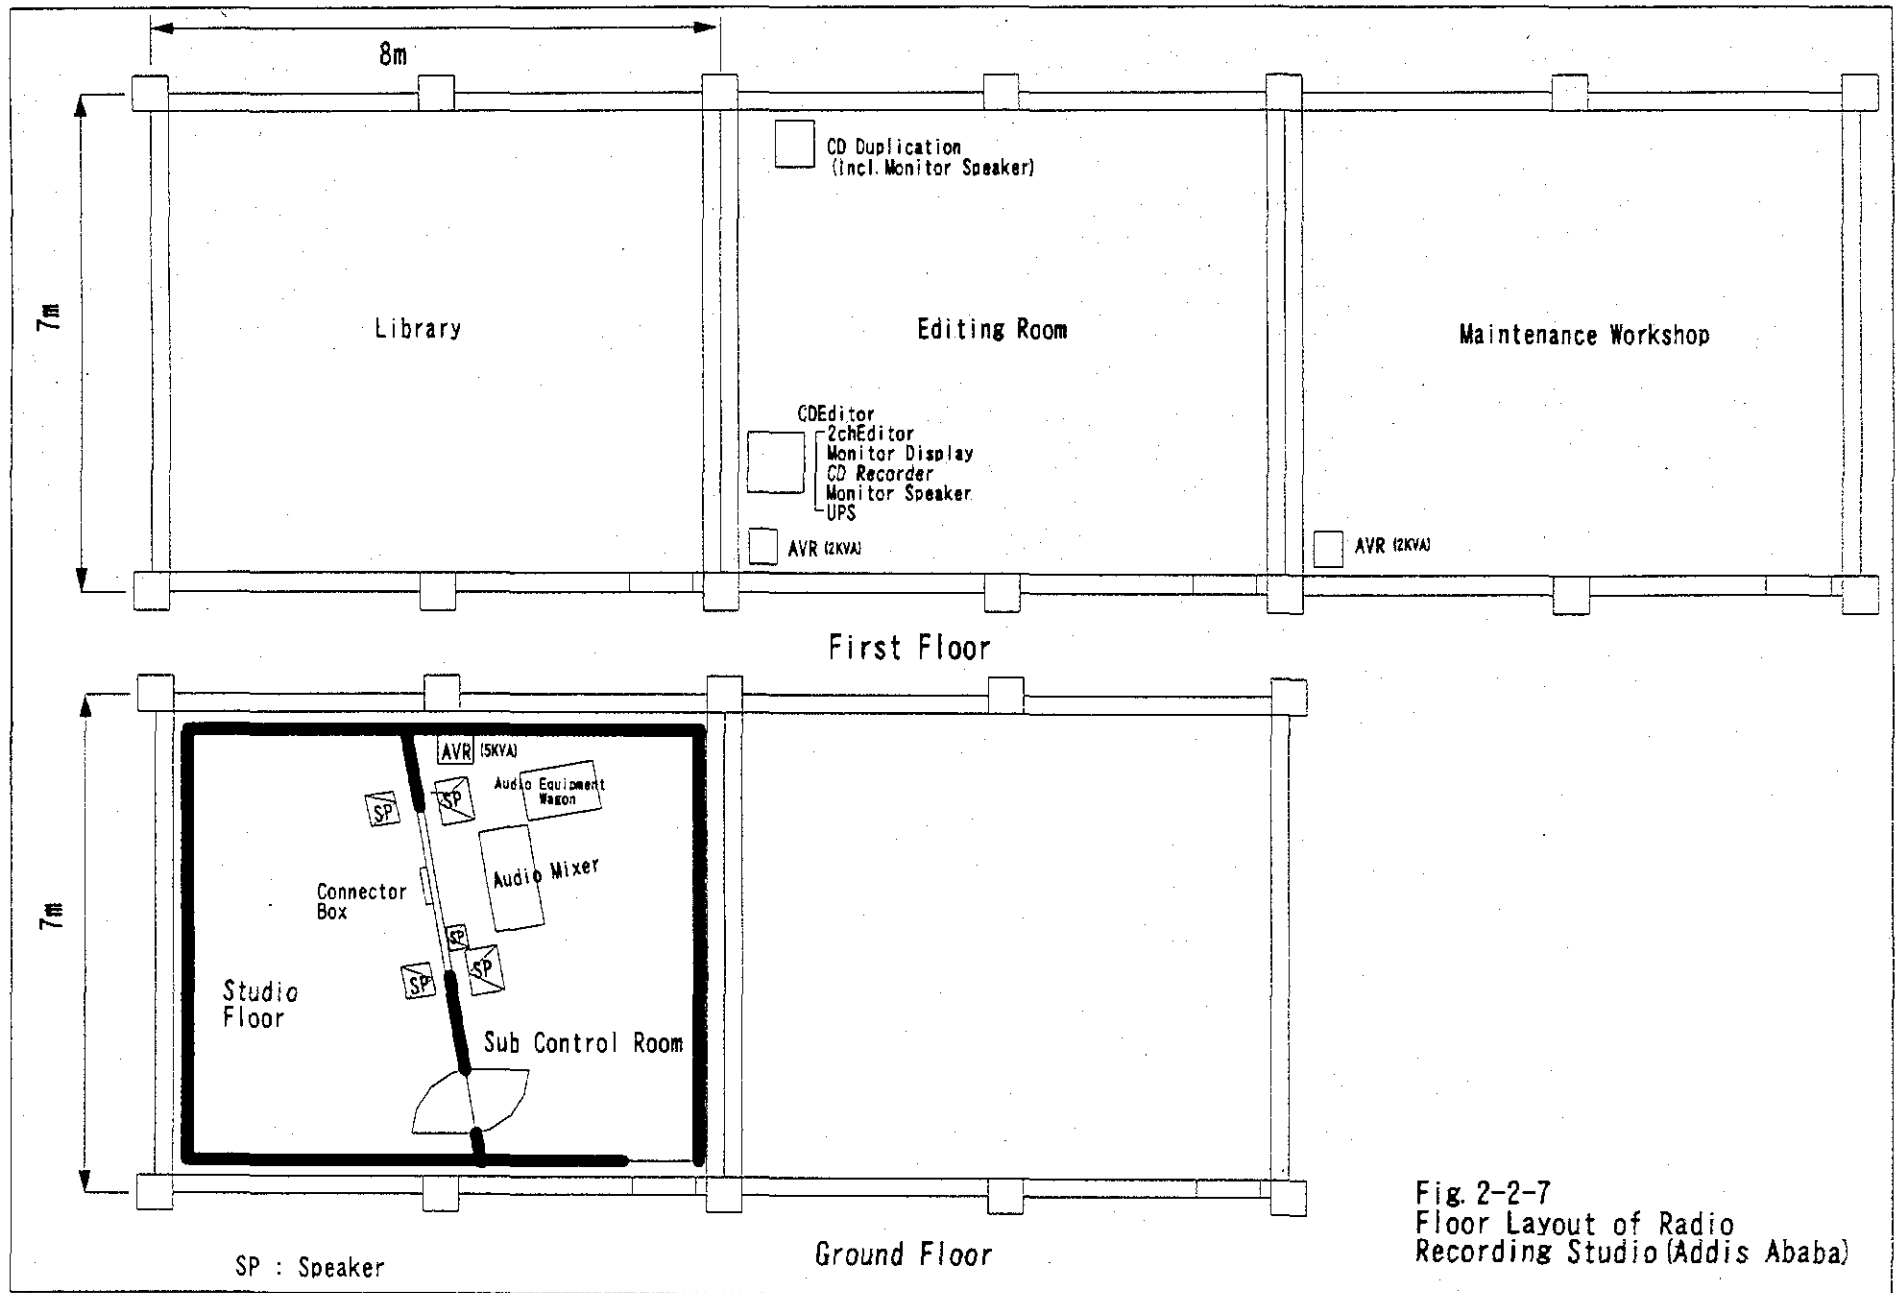 8m
7m
CD Duplication
(incl.Monitor Speaker)
Library
Editing Room
Maintenance Workshop
CDEditor
2chEditor
Monitor Display
CD Recorder
Monitor Speaker
UPS
AVR (2KVA)
AVR (2KVA)
First Floor
7m
AVR (5KVA)
Audio Equipment
Wagon
SP
SP
Audio Mixer
Connector
Box
SP
SP
SP
Studio
Floor
Sub Control Room
Ground Floor
SP : Speaker
Fig. 2-2-7
Floor Layout of Radio
Recording Studio(Addis Ababa)